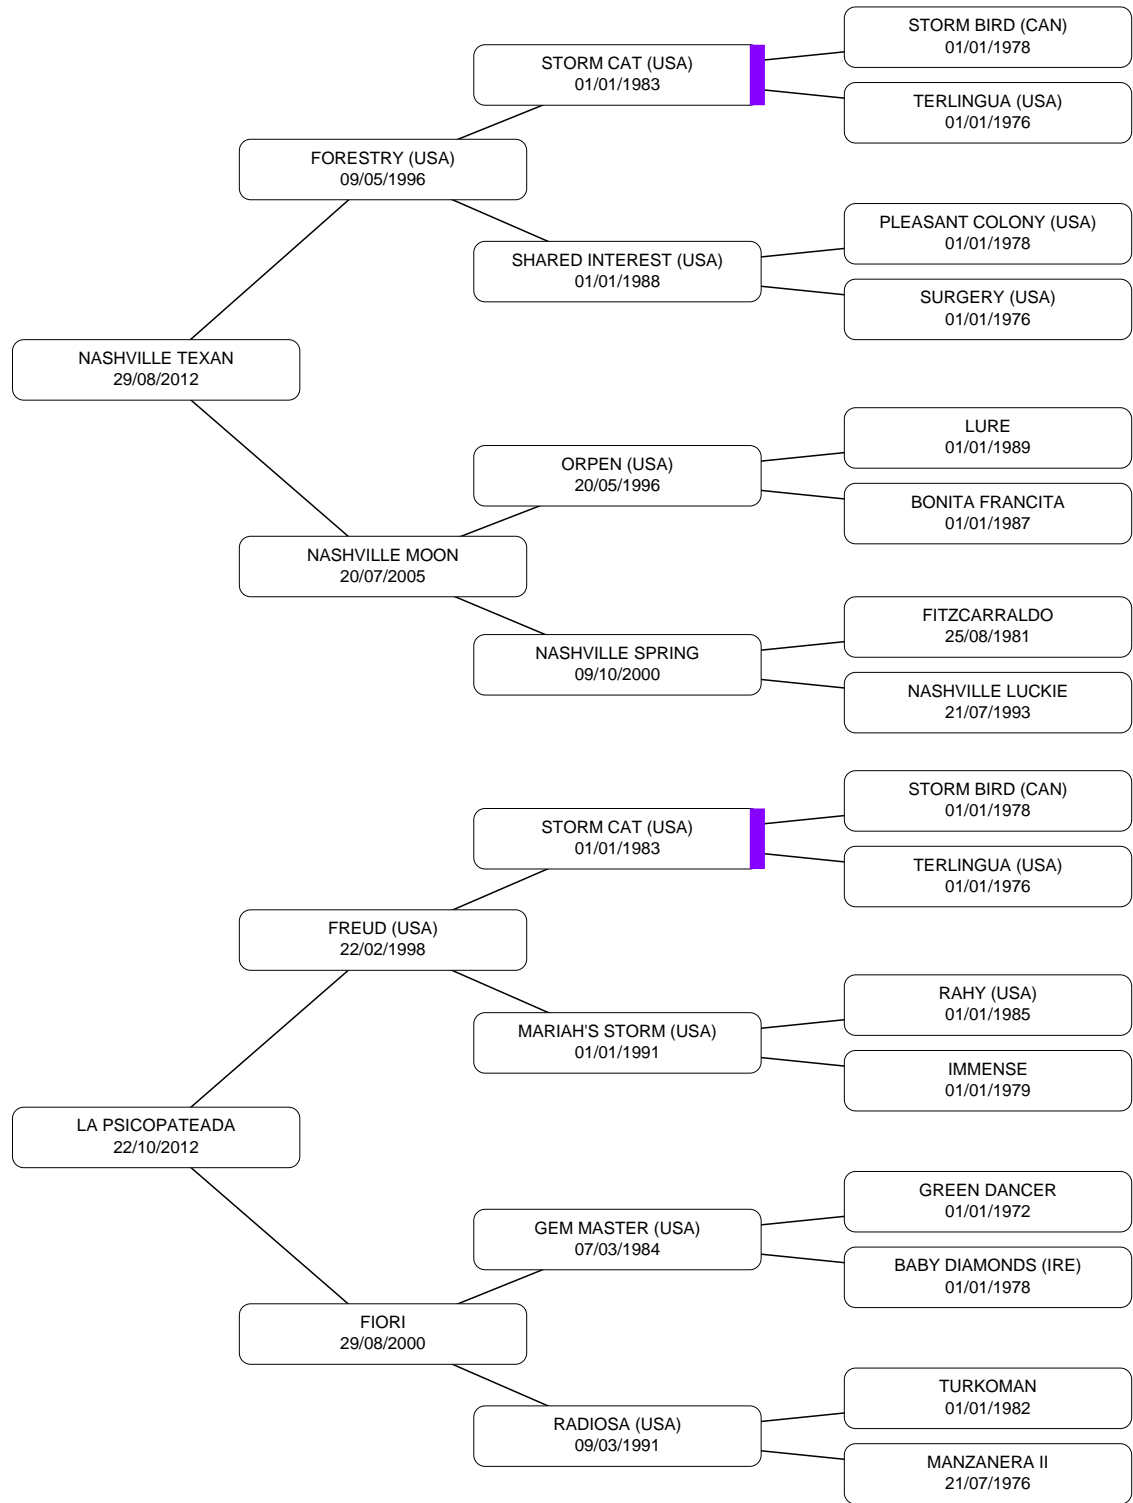 STORM BIRD (CAN)
01/01/1978
STORM CAT (USA)
01/01/1983
TERLINGUA (USA)
01/01/1976
FORESTRY (USA)
09/05/1996
PLEASANT COLONY (USA)
01/01/1978
SHARED INTEREST (USA)
01/01/1988
SURGERY (USA)
01/01/1976
NASHVILLE TEXAN
29/08/2012
LURE
01/01/1989
ORPEN (USA)
20/05/1996
BONITA FRANCITA
01/01/1987
NASHVILLE MOON
20/07/2005
FITZCARRALDO
25/08/1981
NASHVILLE SPRING
09/10/2000
NASHVILLE LUCKIE
21/07/1993
STORM BIRD (CAN)
01/01/1978
STORM CAT (USA)
01/01/1983
TERLINGUA (USA)
01/01/1976
FREUD (USA)
22/02/1998
RAHY (USA)
01/01/1985
MARIAH'S STORM (USA)
01/01/1991
IMMENSE
01/01/1979
LA PSICOPATEADA
22/10/2012
GREEN DANCER
01/01/1972
GEM MASTER (USA)
07/03/1984
BABY DIAMONDS (IRE)
01/01/1978
FIORI
29/08/2000
TURKOMAN
01/01/1982
RADIOSA (USA)
09/03/1991
MANZANERA II
21/07/1976